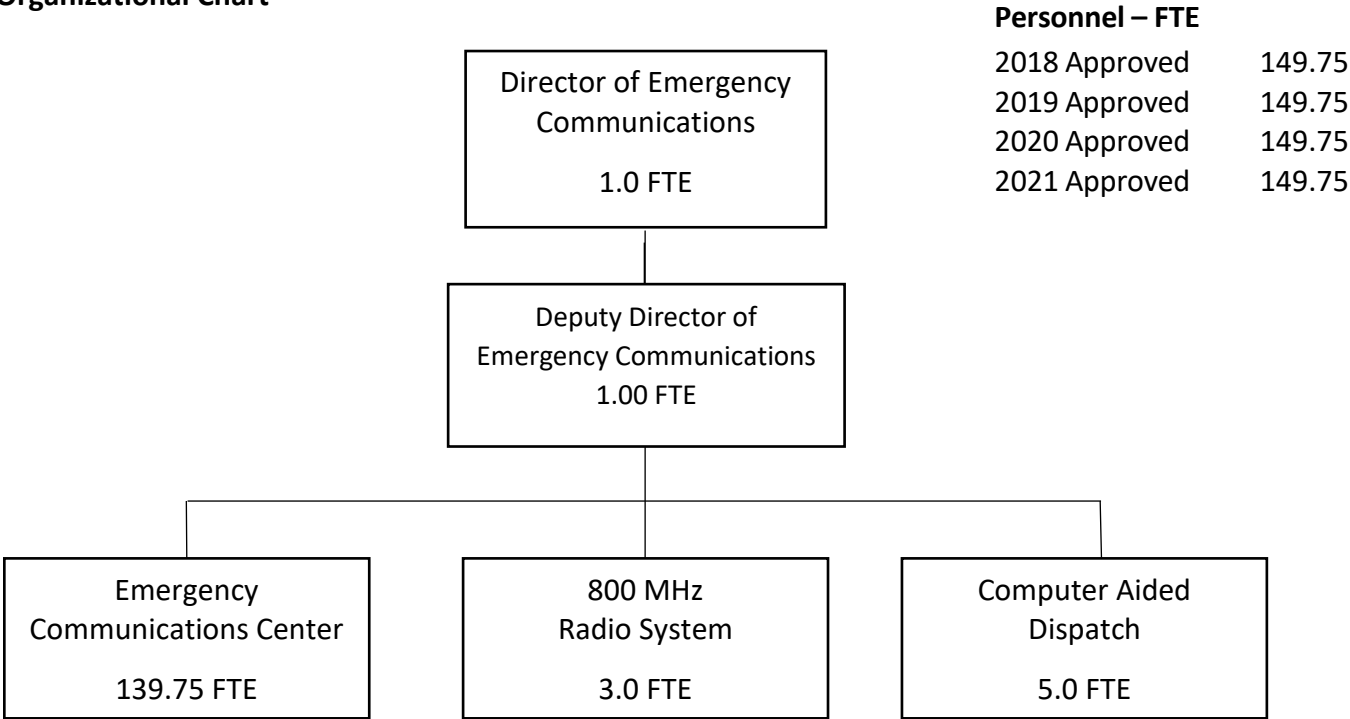 Organizational Chart
Personnel – FTE
2018 Approved 149.75
2019 Approved 149.75
2020 Approved 149.75
2021 Approved 149.75
Director of Emergency
Communications
1.0 FTE
Deputy Director of
Emergency Communications
1.00 FTE
Emergency
Communications Center
139.75 FTE
800 MHz
Radio System
3.0 FTE
Computer Aided
Dispatch
5.0 FTE